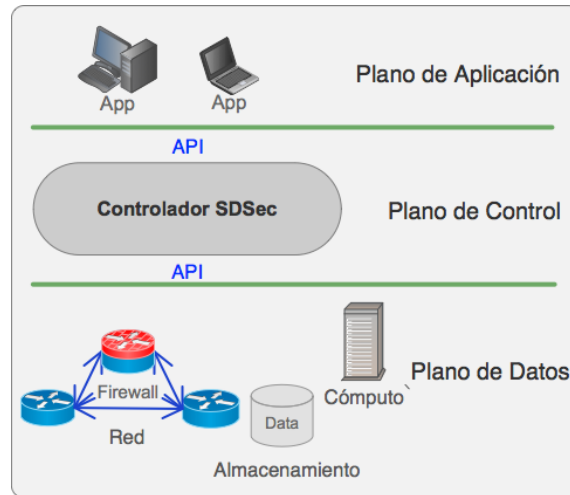 Plano de Aplicación
App
App
API
Controlador SDSec
Plano de Control
API
Firewall
Red
Data
Almacenamiento
Cómputo
Plano de Datos